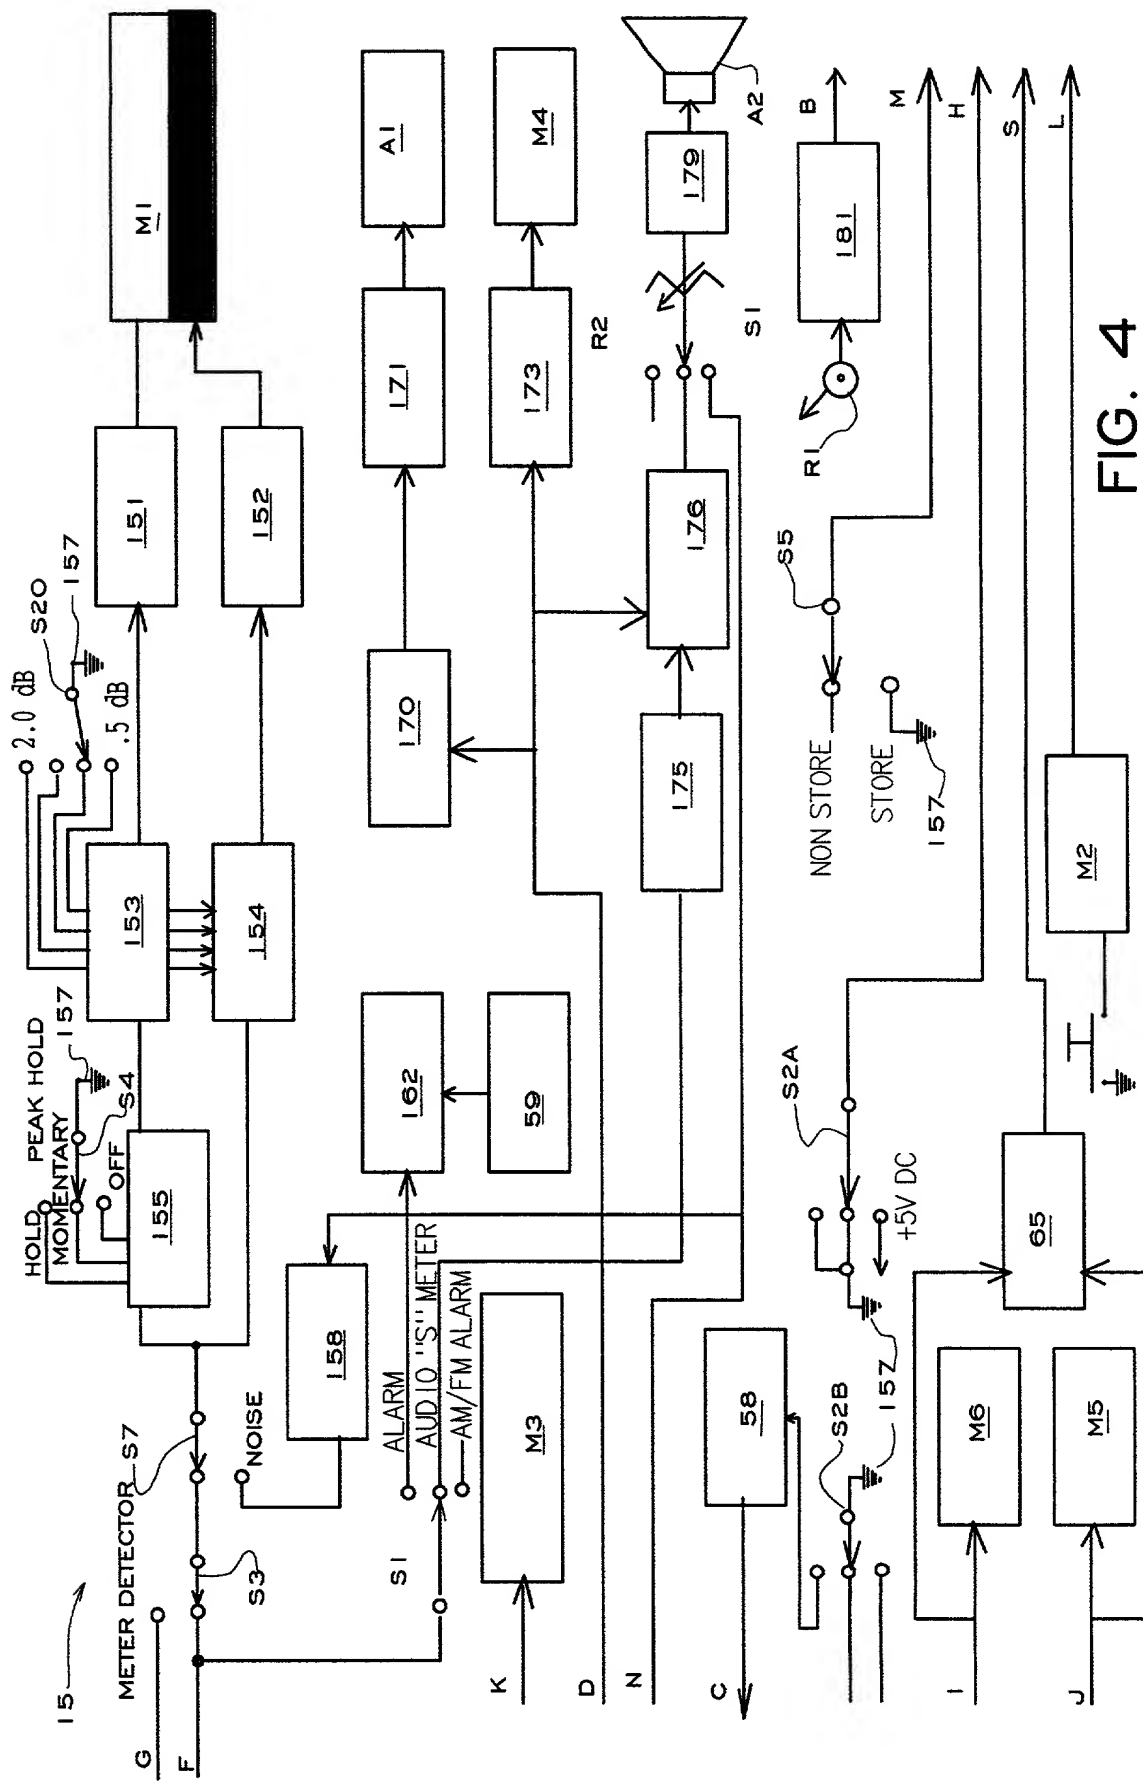 15
METER DETECTOR
S7
G
F
S3
NOISE
HOLD
PEAK HOLD
MOMENTARY
OFF
157
S4
155
153
154
2.0 dB
.5 dB
S20
157
151
152
M1
158
ALARM
AUDIO "S" METER
AM/FM ALARM
S1
162
59
170
171
A1
173
M4
R2
K
M3
D
N
175
176
S1
179
A2
C
58
S2B
157
S2A
+5V DC
157
NON STORE
STORE
157
S5
R1
181
B
M
H
S
L
I
M6
J
M5
65
M2
FIG. 4